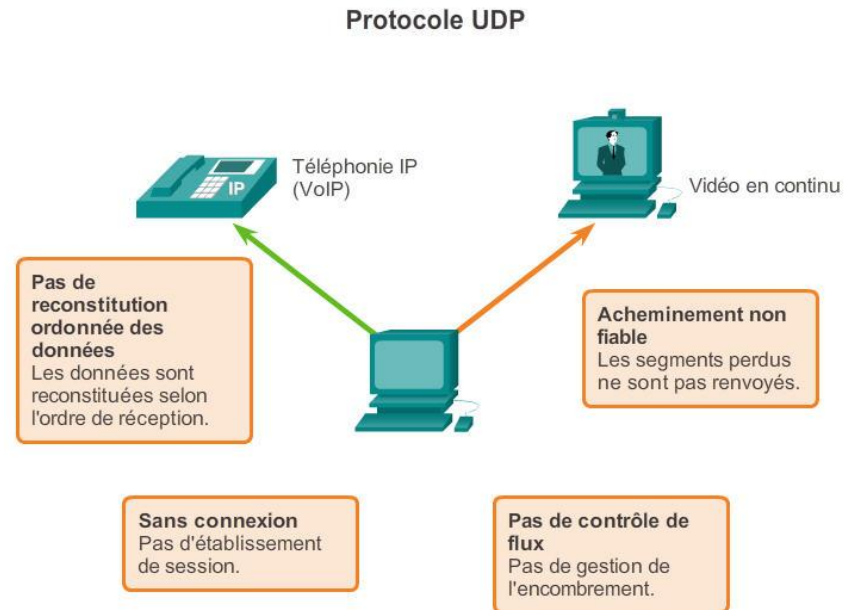 Protocole UDP
Téléphonie IP
(VoIP)
IP
Vidéo en continu
Pas de
reconstitution
ordonnée des
données
Les données sont
reconstituées selon
l'ordre de réception.
Acheminement non
fiable
Les segments perdus
ne sont pas renvoyés.
Sans connexion
Pas d'établissement
de session.
Pas de contrôle de
flux
Pas de gestion de
l'encombrement.